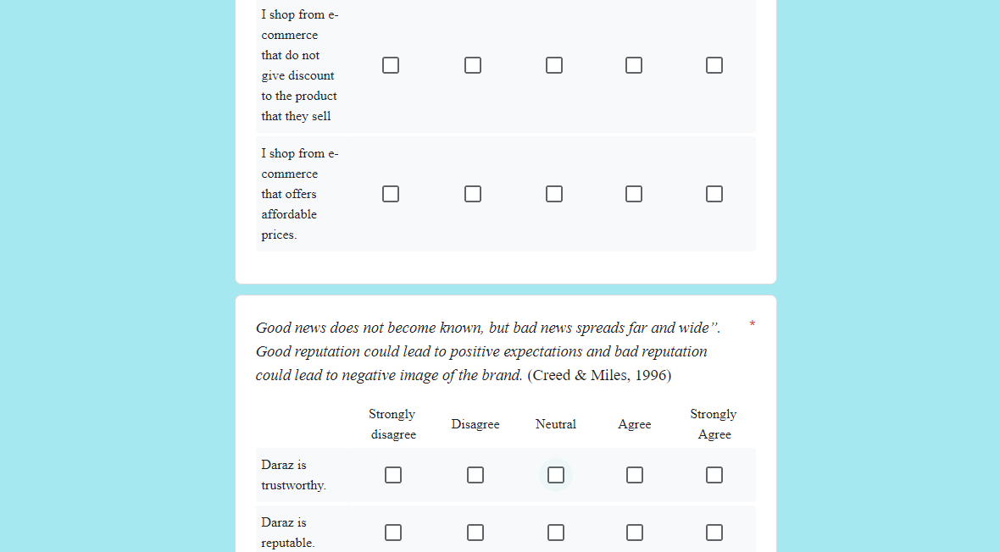 I shop from e-
commerce
that do not
give discount
to the product
that they sell
I shop from e-
commerce
that offers
affordable
prices.
Good news does not become known, but bad news spreads far and wide”. *
Good reputation could lead to positive expectations and bad reputation
could lead to negative image of the brand. (Creed & Miles, 1996)
Strongly
disagree
Disagree
Neutral
Agree
Strongly
Agree
Daraz is
trustworthy.
Daraz is
reputable.